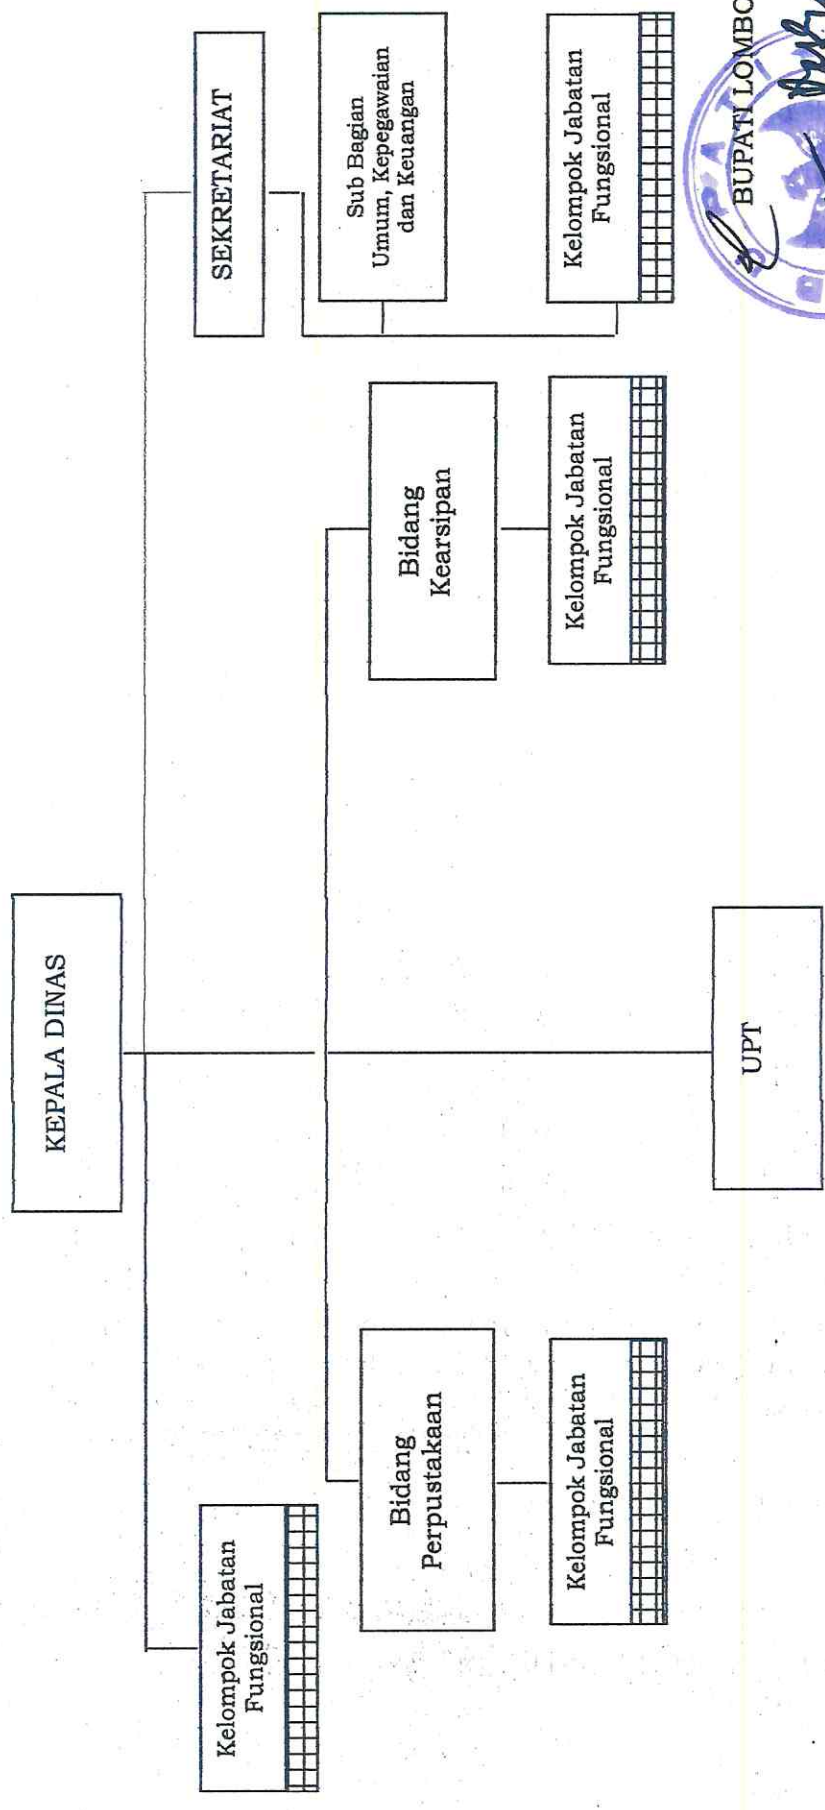 KEPALA DINAS
Kelompok Jabatan
Fungsional
SEKRETARIAT
Sub Bagian
Umum, Kepegawaian
dan Keuangan
Kelompok Jabatan
Fungsional
Bidang
Perpustakaan
Kelompok Jabatan
Fungsional
Bidang
Kearsipan
Kelompok Jabatan
Fungsional
UPT
BUPATI LOMBO